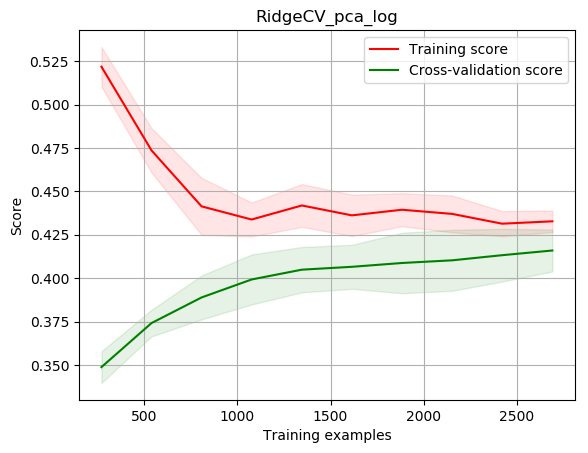 RidgeCV_pca_log
Training score
Cross-validation score
0.525
0.500
0.475
0.450
0.425
0.400
0.375
0.350
Score
500
1000
1500
2000
2500
Training examples